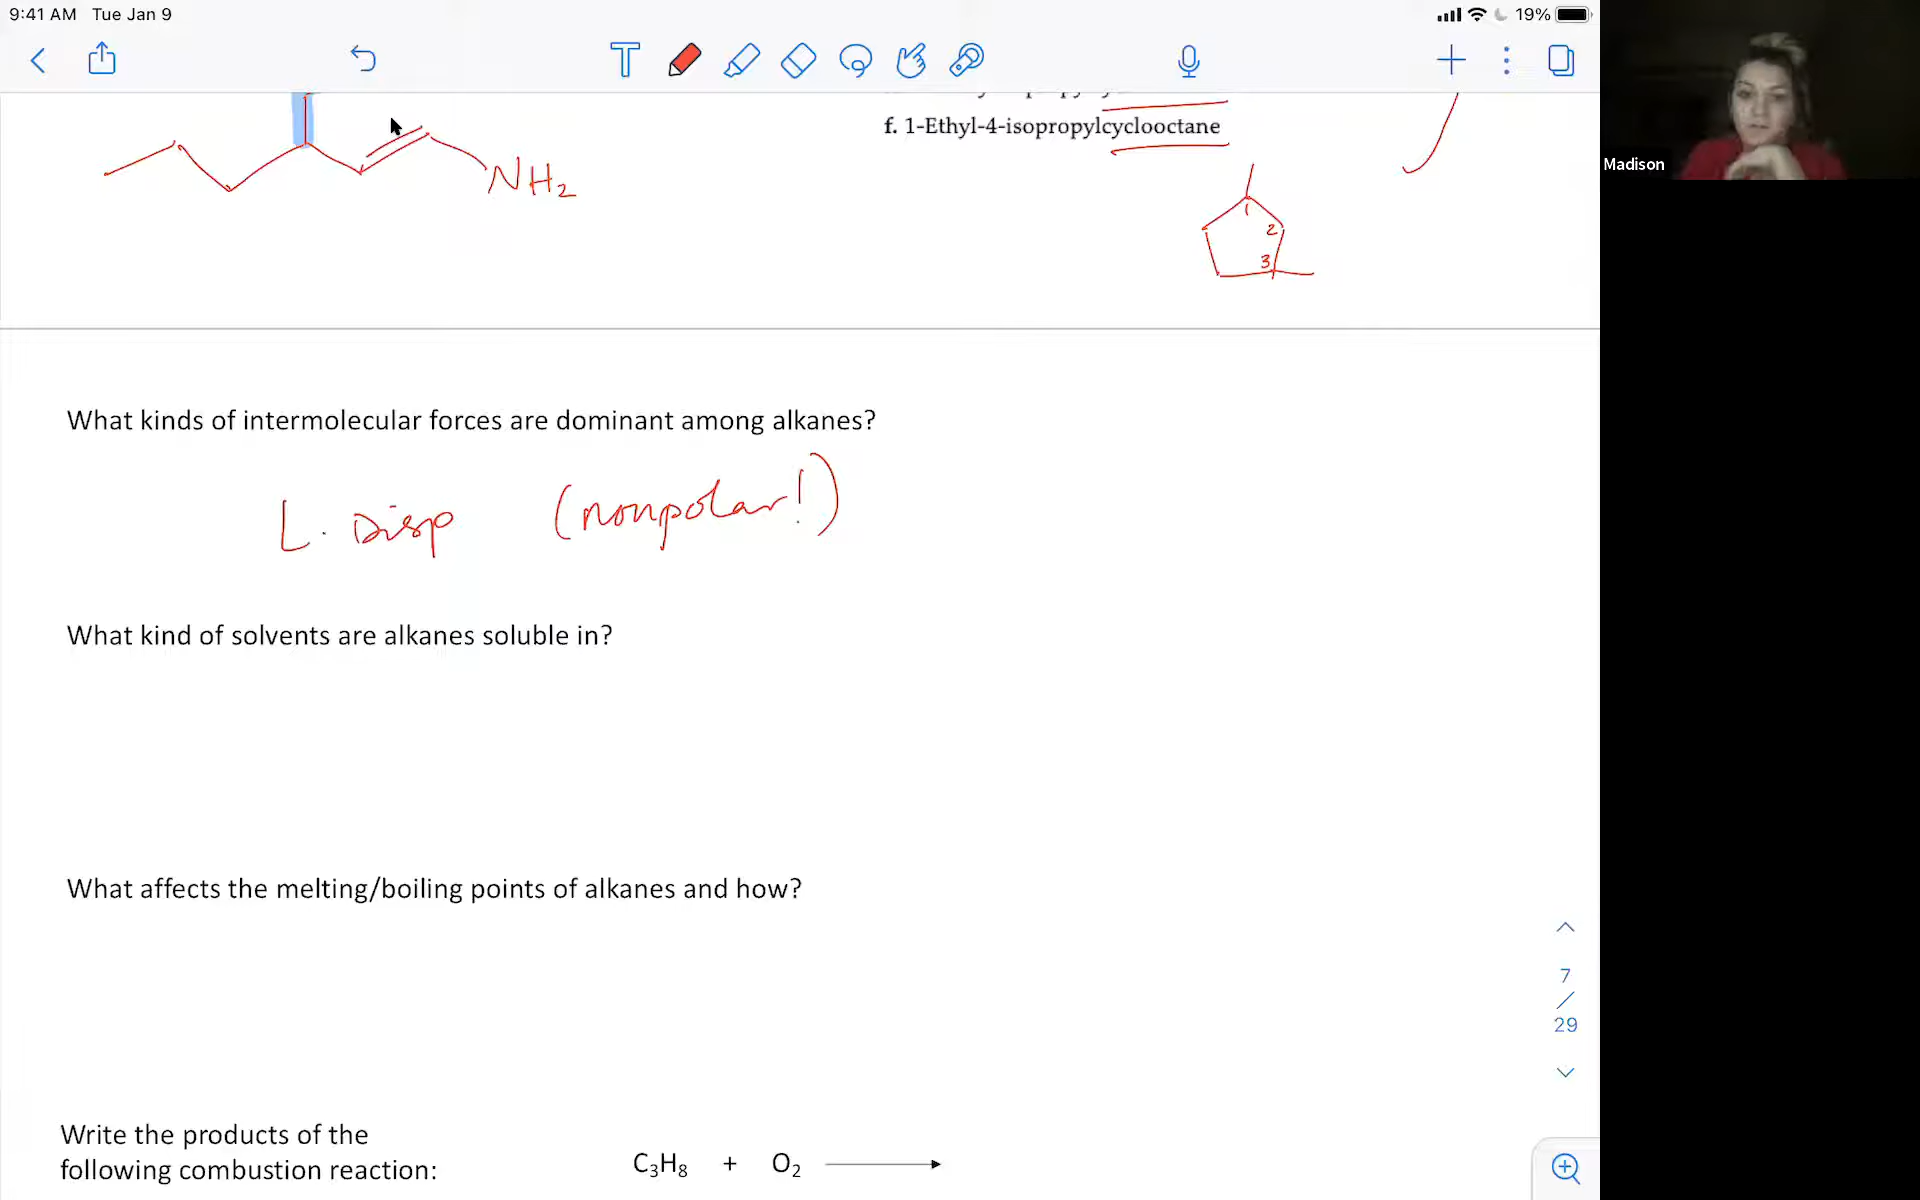 9:41 AM Tue Jan 9
19%
Madison
f. 1-Ethyl-4-isopropylcyclooctane
NH₂
1
2
3
What kinds of intermolecular forces are dominant among alkanes?
L. Disp (nonpolar!)
What kind of solvents are alkanes soluble in?
What affects the melting/boiling points of alkanes and how?
7
/
29
Write the products of the
following combustion reaction:
C₃H₈ + O₂